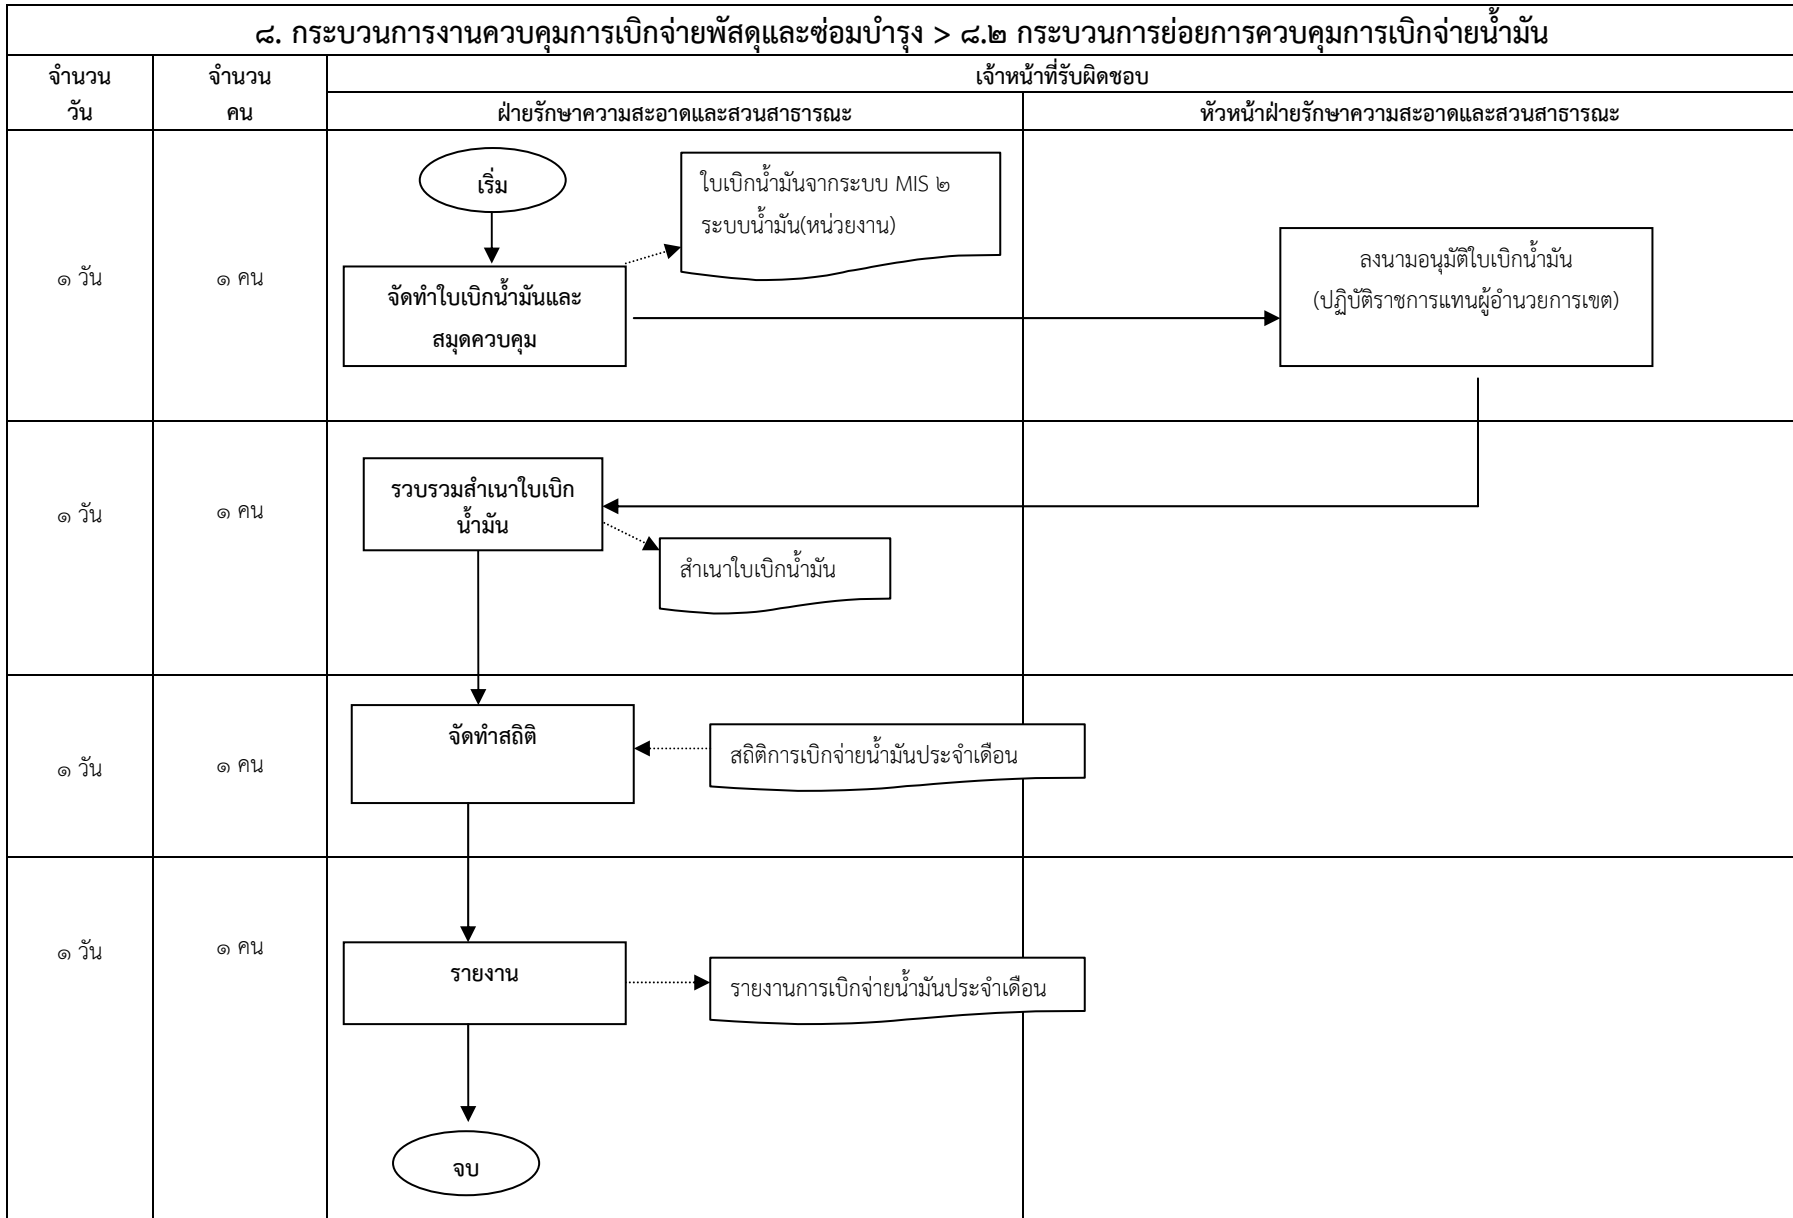 ๘. กระบวนการงานควบคุมการเบิกจ่ายพัสดุและซ่อมบำรุง > ๘.๒ กระบวนการย่อยการควบคุมการเบิกจ่ายน้ำมัน
จำนวน
วัน
จำนวน
คน
เจ้าหน้าที่รับผิดชอบ
ฝ่ายรักษาความสะอาดและสวนสาธารณะ
หัวหน้าฝ่ายรักษาความสะอาดและสวนสาธารณะ
๑ วัน
๑ คน
เริ่ม
ใบเบิกน้ำมันจากระบบ MIS ๒
ระบบน้ำมัน(หน่วยงาน)
จัดทำใบเบิกน้ำมันและ
สมุดควบคุม
ลงนามอนุมัติใบเบิกน้ำมัน
(ปฏิบัติราชการแทนผู้อำนวยการเขต)
๑ วัน
๑ คน
รวบรวมสำเนาใบเบิก
น้ำมัน
สำเนาใบเบิกน้ำมัน
๑ วัน
๑ คน
จัดทำสถิติ
สถิติการเบิกจ่ายน้ำมันประจำเดือน
๑ วัน
๑ คน
รายงาน
รายงานการเบิกจ่ายน้ำมันประจำเดือน
จบ